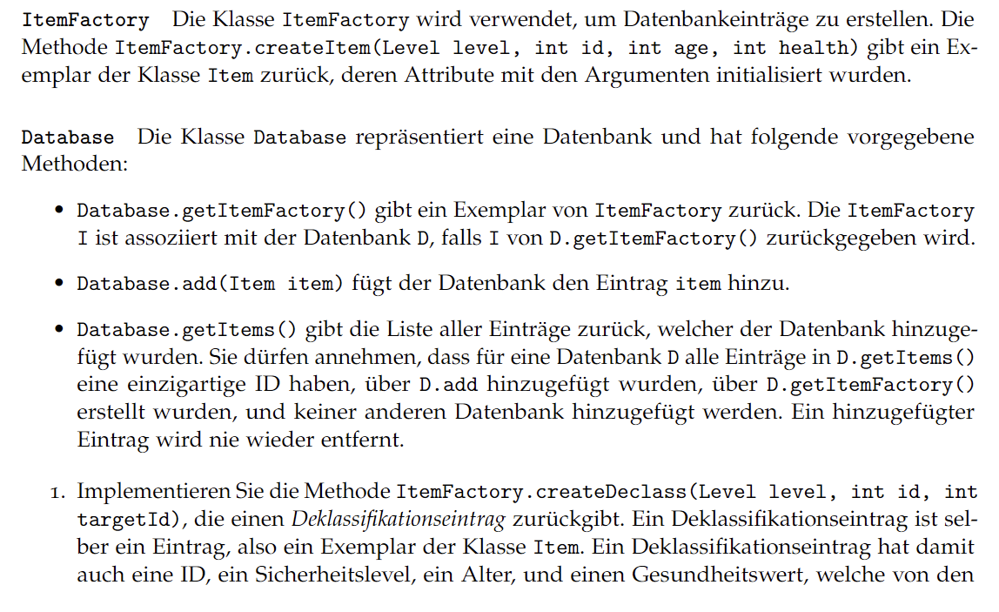 ItemFactory Die Klasse ItemFactory wird verwendet, um Datenbankeinträge zu erstellen. Die
Methode ItemFactory.createItem(Level level, int id, int age, int health) gibt ein Ex-
emplar der Klasse Item zurück, deren Attribute mit den Argumenten initialisiert wurden.
Database Die Klasse Database repräsentiert eine Datenbank und hat folgende vorgegebene
Methoden:
• Database.getItemFactory() gibt ein Exemplar von ItemFactory zurück. Die ItemFactory
I ist assoziiert mit der Datenbank D, falls I von D.getItemFactory() zurückgegeben wird.
• Database.add(Item item) fügt der Datenbank den Eintrag item hinzu.
• Database.getItems() gibt die Liste aller Einträge zurück, welcher der Datenbank hinzuge-
fügt wurden. Sie dürfen annehmen, dass für eine Datenbank D alle Einträge in D.getItems()
eine einzigartige ID haben, über D.add hinzugefügt wurden, über D.getItemFactory()
erstellt wurden, und keiner anderen Datenbank hinzugefügt werden. Ein hinzugefügter
Eintrag wird nie wieder entfernt.
1. Implementieren Sie die Methode ItemFactory.createDeclass(Level level, int id, int
targetId), die einen Deklassifikationseintrag zurückgibt. Ein Deklassifikationseintrag ist sel-
ber ein Eintrag, also ein Exemplar der Klasse Item. Ein Deklassifikationseintrag hat damit
auch eine ID, ein Sicherheitslevel, ein Alter, und einen Gesundheitswert, welche von den